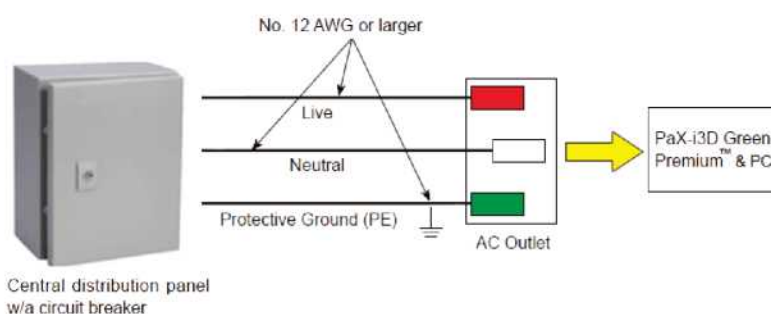 No. 12 AWG or larger
Live
Neutral
Protective Ground (PE)
AC Outlet
PaX-i3D Green
Premium™ & PC
Central distribution panel
w/a circuit breaker